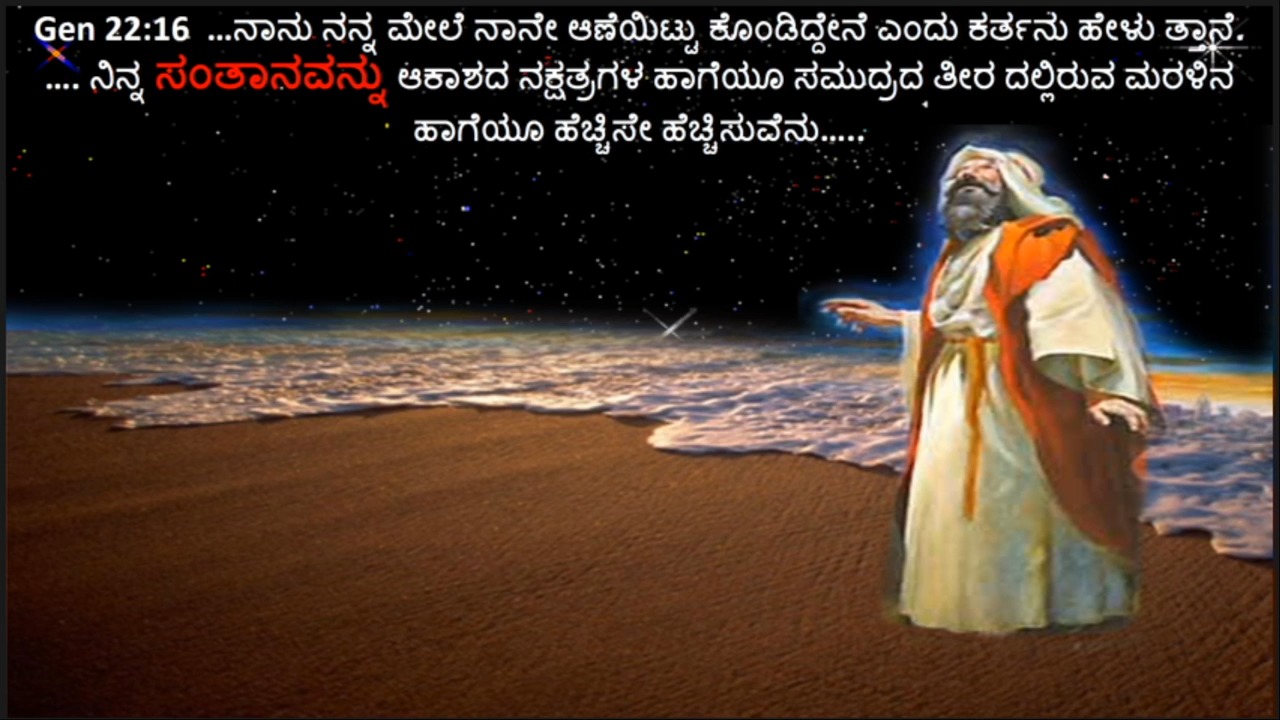 Gen 22:16 ...ನಾನು ನನ್ನ ಮೇಲೆ ನಾನೇ ಆಣೆಯಿಟ್ಟು ಕೊಂಡಿದ್ದೇನೆ ಎಂದು ಕರ್ತನು ಹೇಳು ತ್ತಾನೆ.
.... ನಿನ್ನ ಸಂತಾನವನ್ನು ಆಕಾಶದ ನಕ್ಷತ್ರಗಳ ಹಾಗೆಯೂ ಸಮುದ್ರದ ತೀರ ದಲ್ಲಿರುವ ಮರಳಿನ
ಹಾಗೆಯೂ ಹೆಚ್ಚಿಸೇ ಹೆಚ್ಚಿಸುವೆನು.....